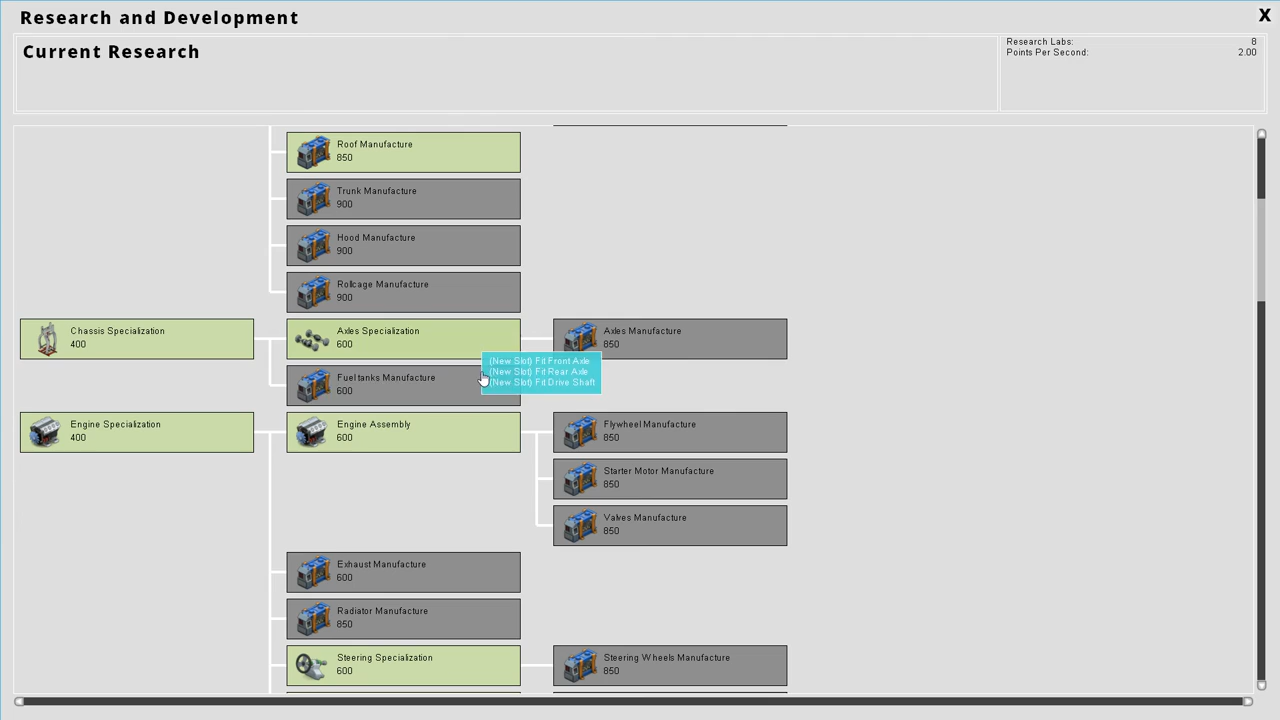 Research and Development
X
Current Research
Research Labs: 8
Points Per Second: 2.00
Roof Manufacture
850
Trunk Manufacture
900
Hood Manufacture
900
Rollcage Manufacture
900
Chassis Specialization
400
Axles Specialization
600
Axles Manufacture
850
(New Slot) Fit Front Axle
(New Slot) Fit Rear Axle
(New Slot) Fit Drive Shaft
Fuel tanks Manufacture
600
Engine Specialization
400
Engine Assembly
600
Flywheel Manufacture
850
Starter Motor Manufacture
850
Valves Manufacture
850
Exhaust Manufacture
600
Radiator Manufacture
850
Steering Specialization
600
Steering Wheels Manufacture
850